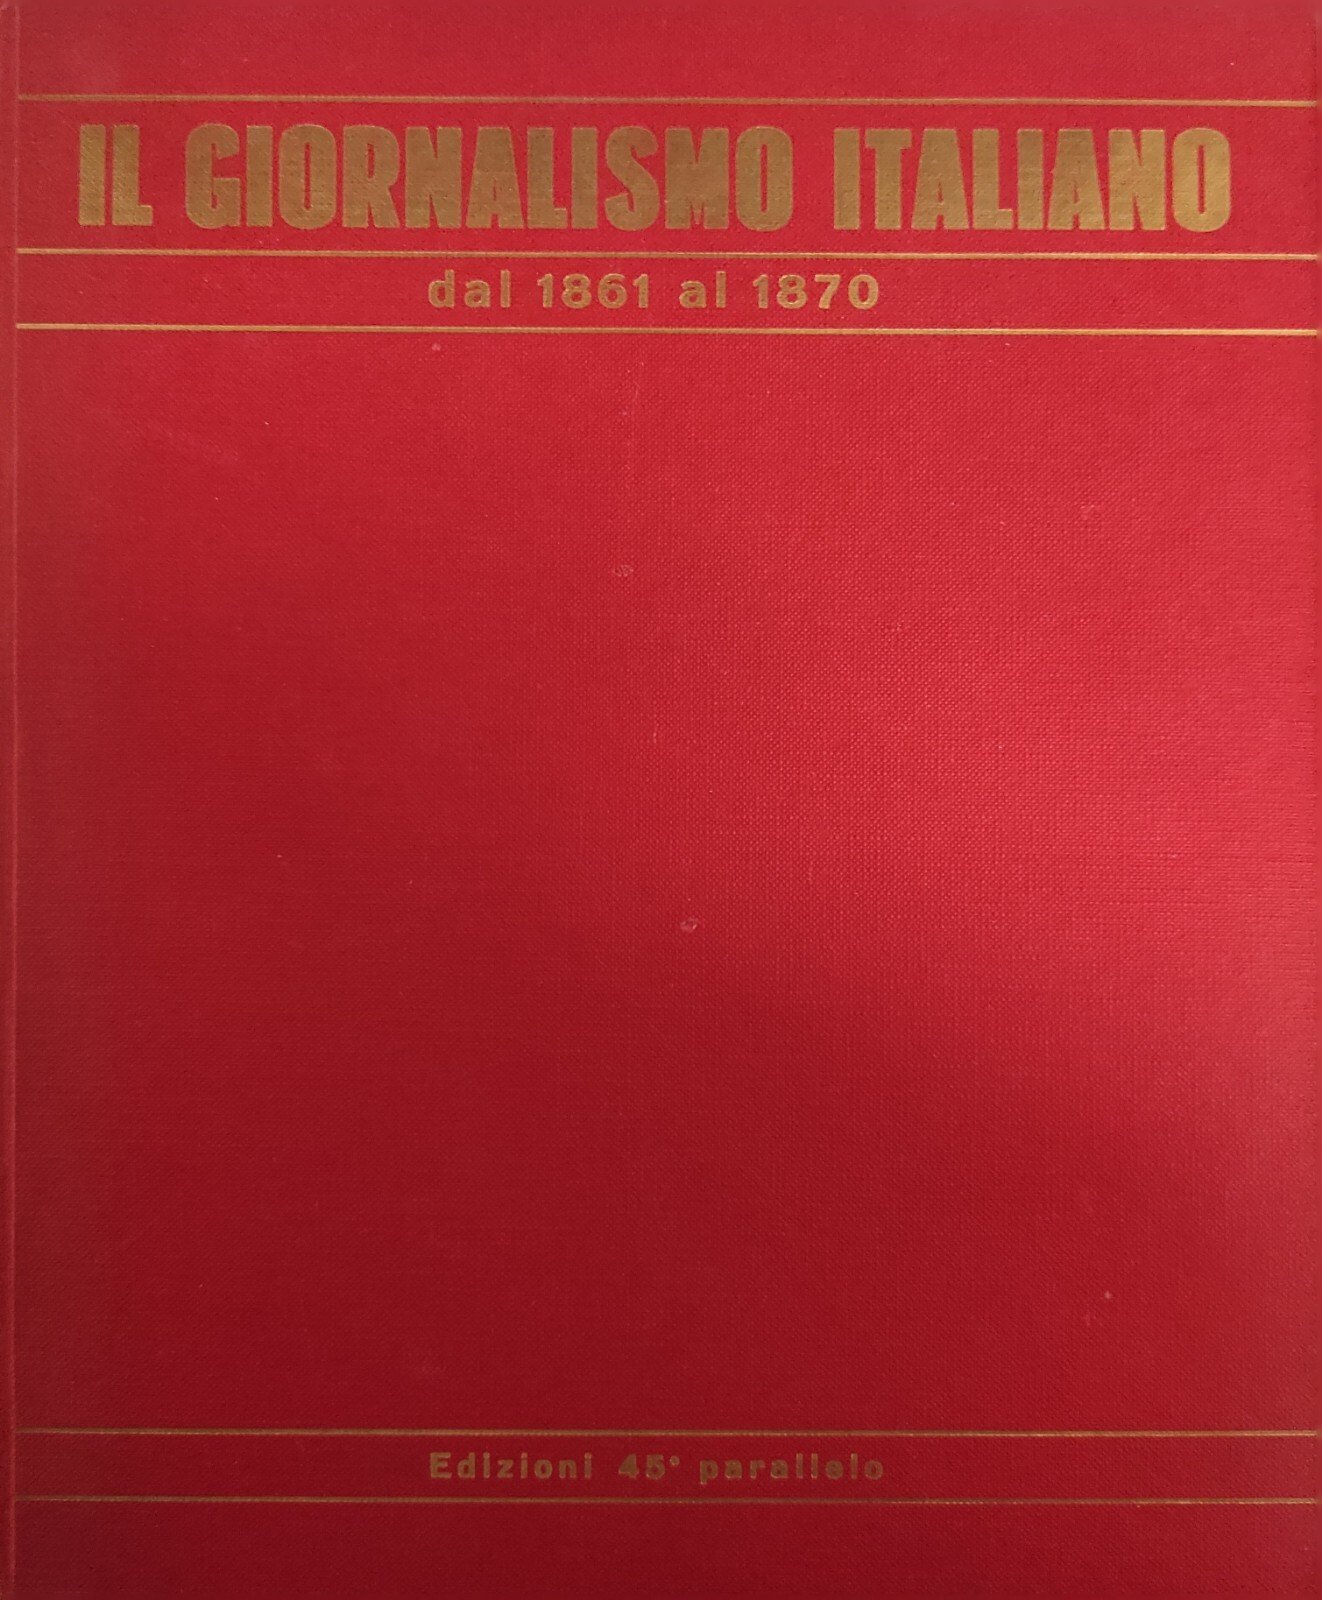 IL GIORNALISMO ITALIANO
dal 1861 al 1870
Edizioni 45° parallelo